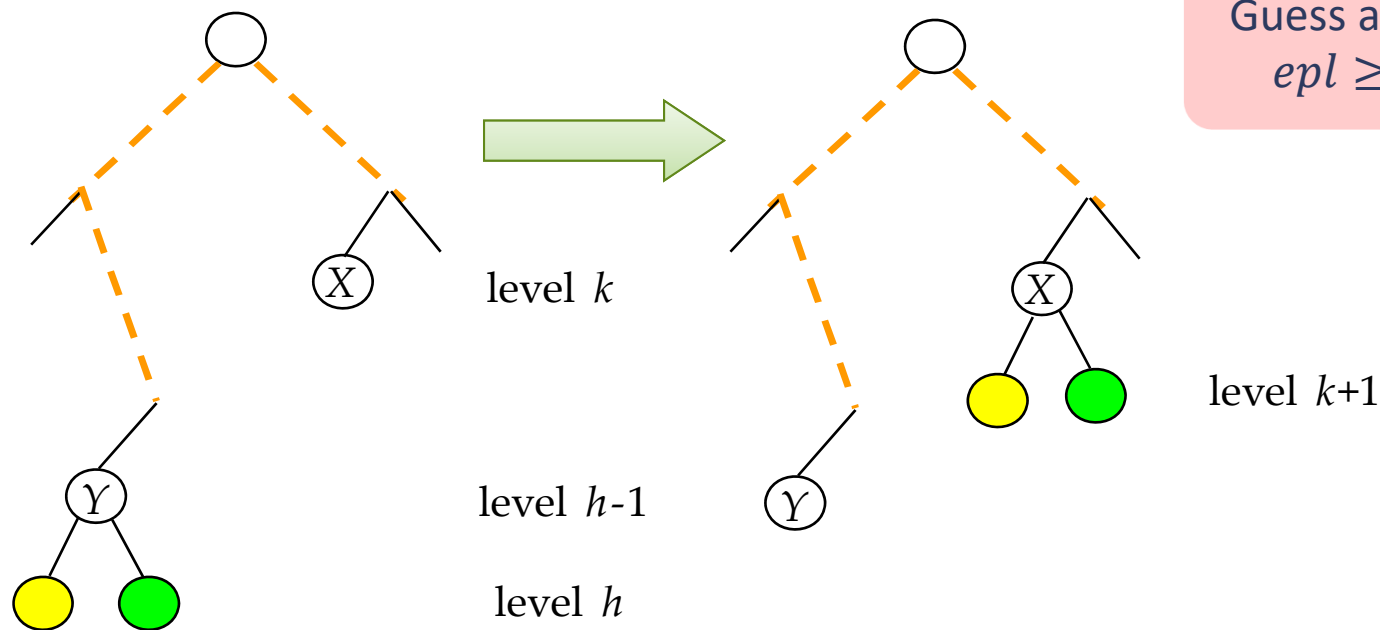 Guess a
epl ≥
X
level k
X
level k+1
Y
level h-1
Y
level h